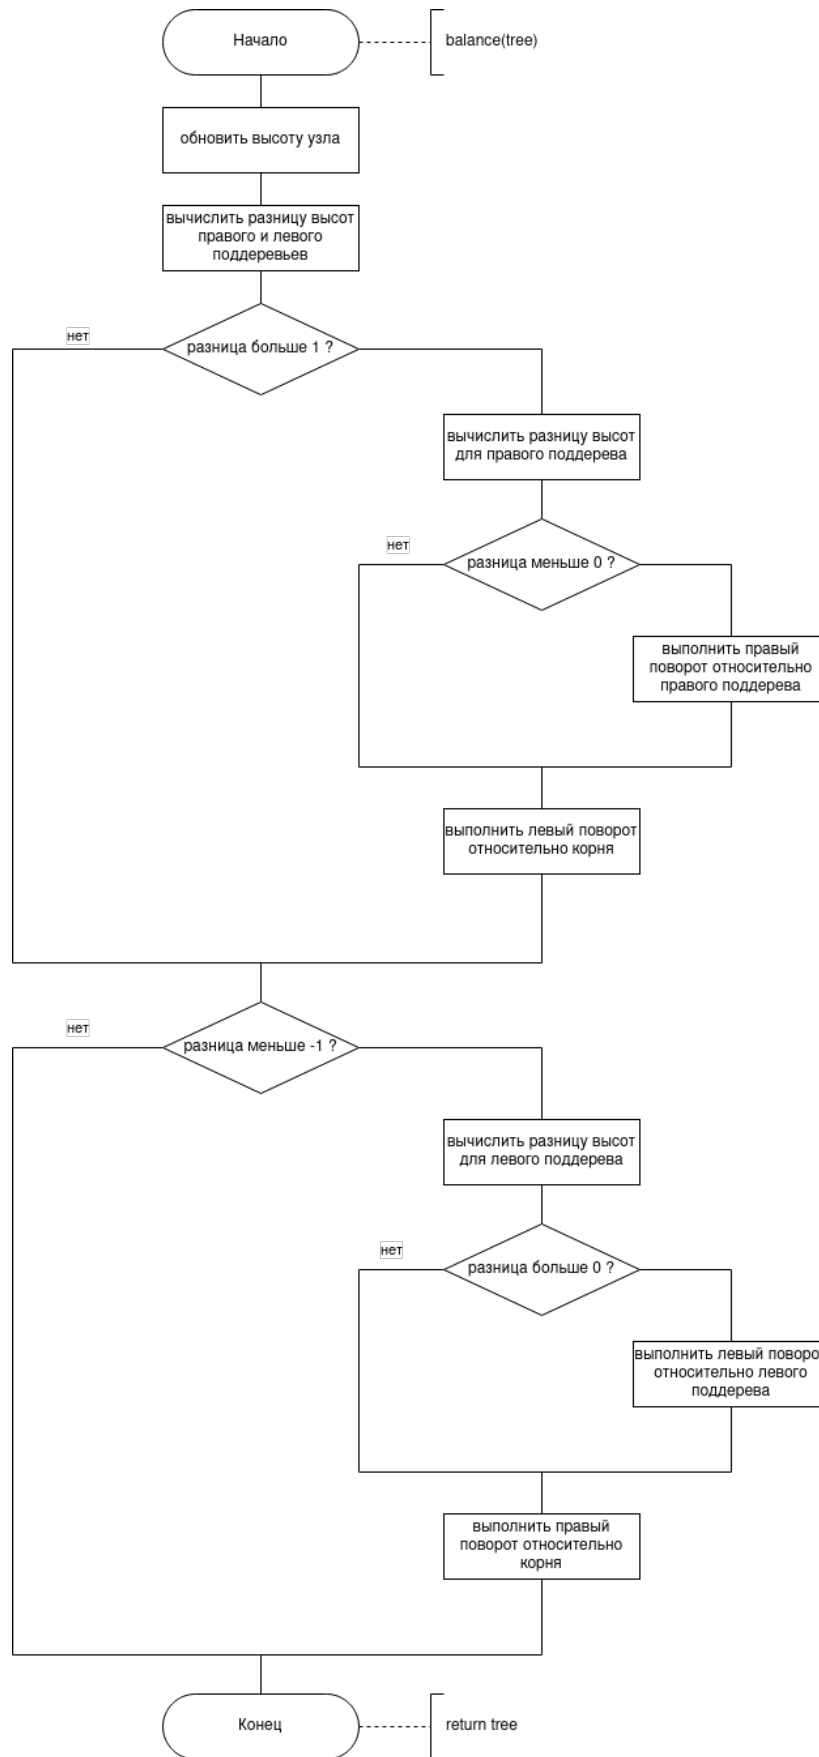 Начало
balance(tree)
обновить высоту узла
вычислить разницу высот
правого и левого
поддеревьев
нет
разница больше 1 ?
вычислить разницу высот
для правого поддерева
нет
разница меньше 0 ?
выполнить правый
поворот относительно
правого поддерева
выполнить левый поворот
относительно корня
нет
разница меньше -1 ?
вычислить разницу высот
для левого поддерева
нет
разница больше 0 ?
выполнить левый поворо
относительно левого
поддерева
выполнить правый
поворот относительно
корня
Конец
return tree